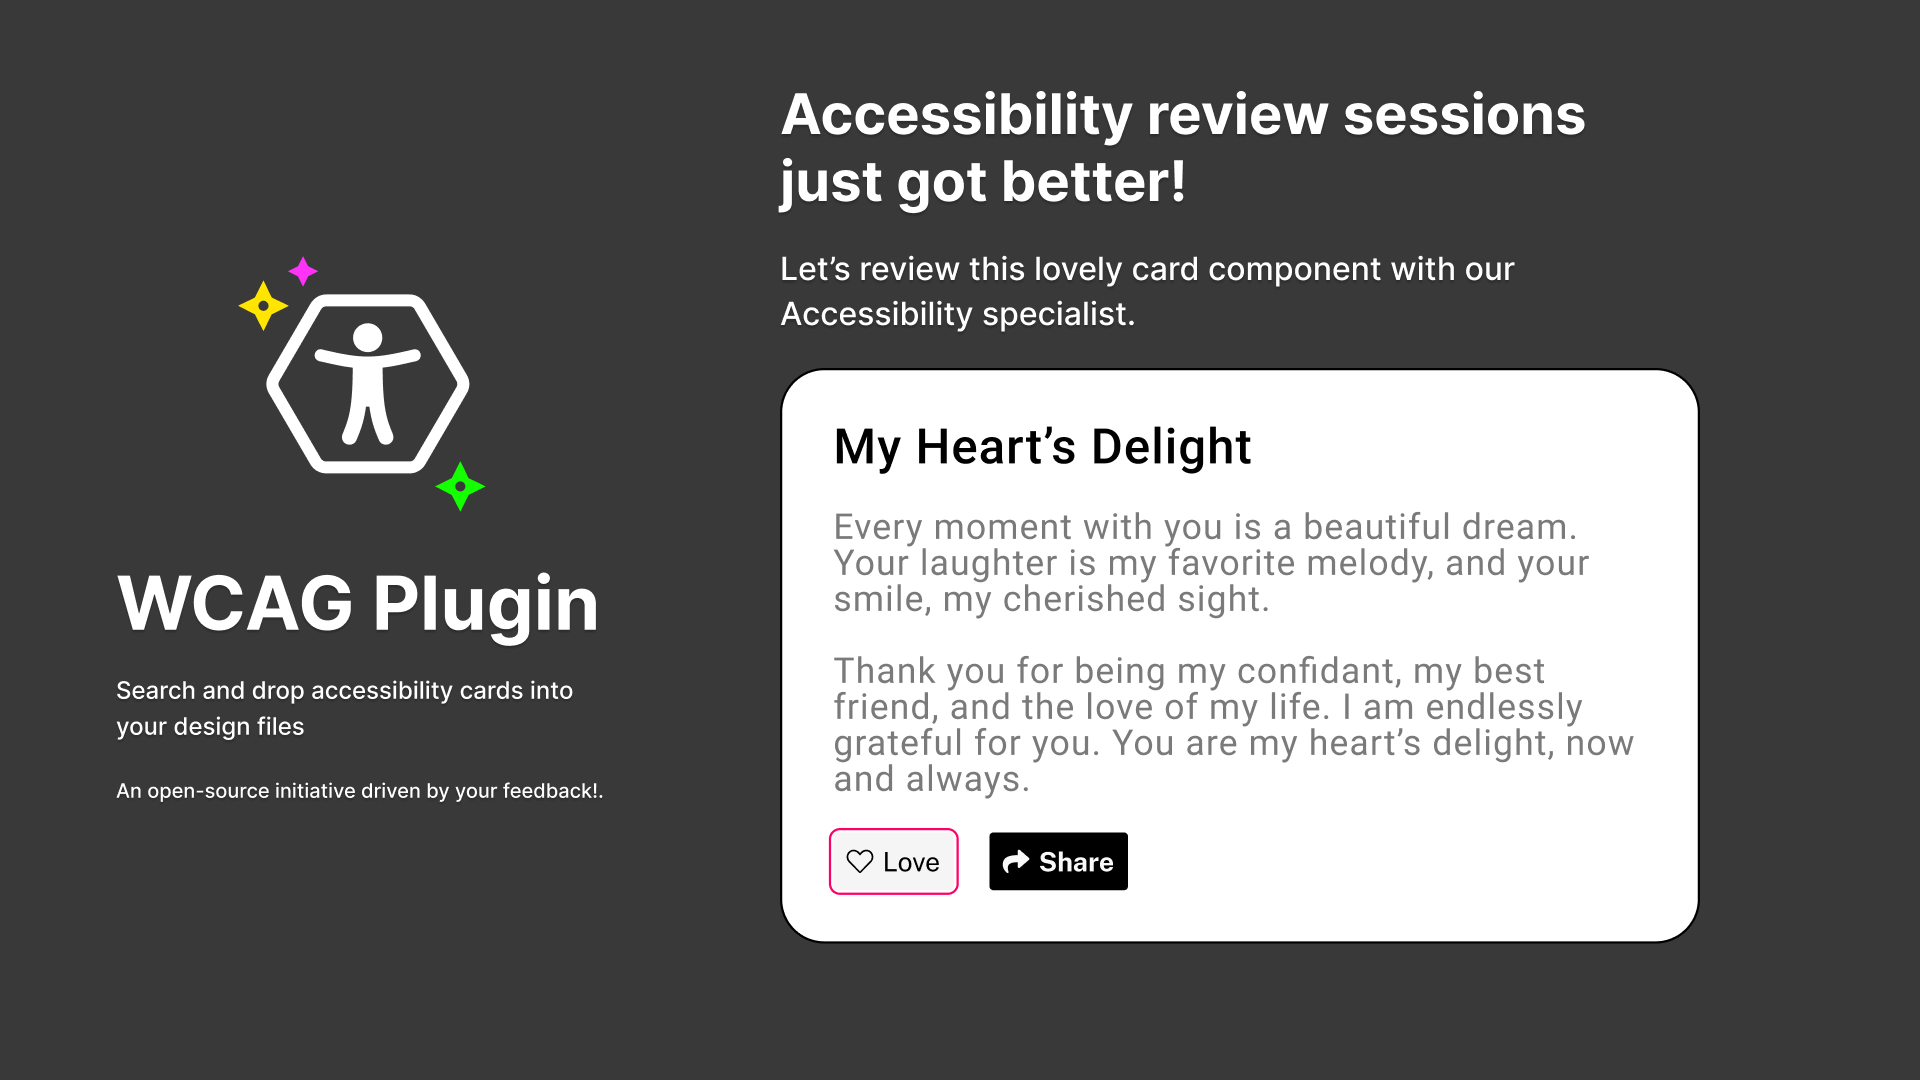 WCAG Plugin
Search and drop accessibility cards into
your design files
An open-source initiative driven by your feedback!.
Accessibility review sessions
just got better!
Let’s review this lovely card component with our
Accessibility specialist.
My Heart’s Delight
Every moment with you is a beautiful dream.
Your laughter is my favorite melody, and your
smile, my cherished sight.
Thank you for being my confidant, my best
friend, and the love of my life. I am endlessly
grateful for you. You are my heart’s delight, now
and always.
Love
Share